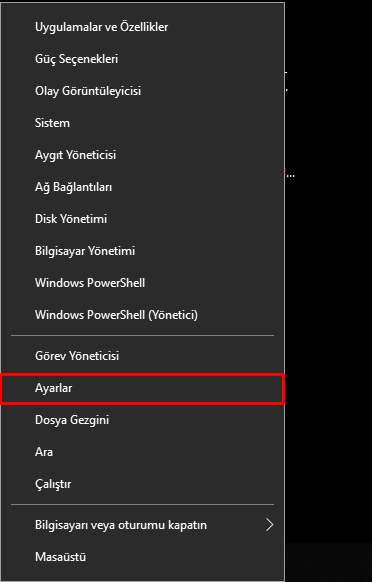 Uygulamalar ve Özellikler
Güç Seçenekleri
Olay Görüntüleyicisi
Sistem
Aygıt Yöneticisi
Ağ Bağlantıları
Disk Yönetimi
Bilgisayar Yönetimi
Windows PowerShell
Windows PowerShell (Yönetici)
Görev Yöneticisi
Ayarlar
Dosya Gezgini
Ara
Çalıştır
Bilgisayarı veya oturumu kapatın
Masaüstü